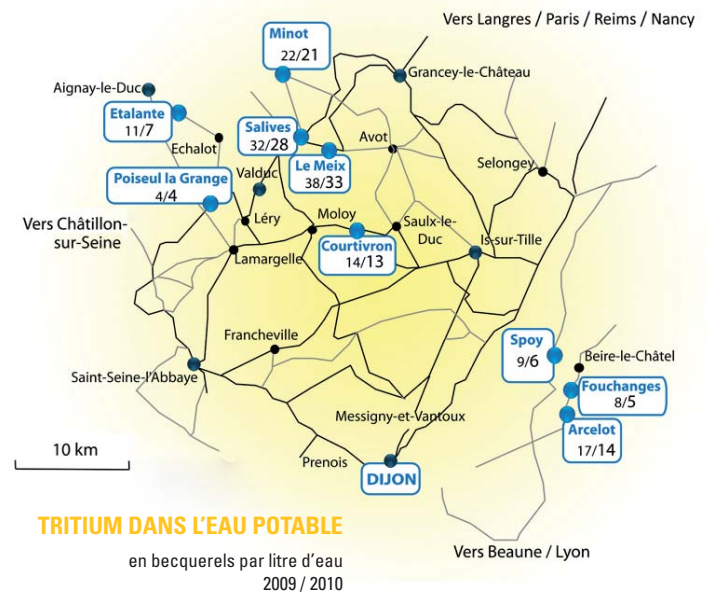 Vers Langres / Paris / Reims / Nancy
Minot
22/21
Grancey-le-Château
Aignay-le-Duc
Etalante
11/7
Echalot
Salives
32/28
Avot
Le Meix
38/33
Selongey
Poiseul la Grange
4/4
Valduc
Léry
Moloy
Saulx-le-
Duc
Vers Châtillon-
sur-Seine
Courtivron
14/13
Is-sur-Tille
Lamargelle
Francheville
Spoy
9/6
Beire-le-Châtel
Saint-Seine-l'Abbaye
Fouchanges
8/5
Messigny-et-Vantoux
Arcelot
17/14
10 km
Prenois
DIJON
TRITIUM DANS L'EAU POTABLE
en becquerels par litre d'eau
2009 / 2010
Vers Beaune / Lyon